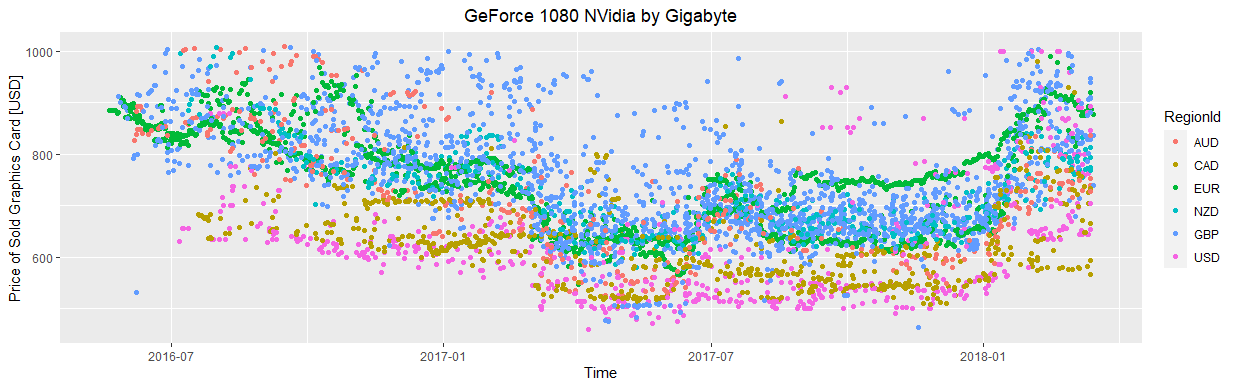 GeForce 1080 NVidia by Gigabyte
Price of Sold Graphics Card [USD]
1000
800
600
2016-07
2017-01
2017-07
2018-01
Time
RegionId
AUD
CAD
EUR
NZD
GBP
USD